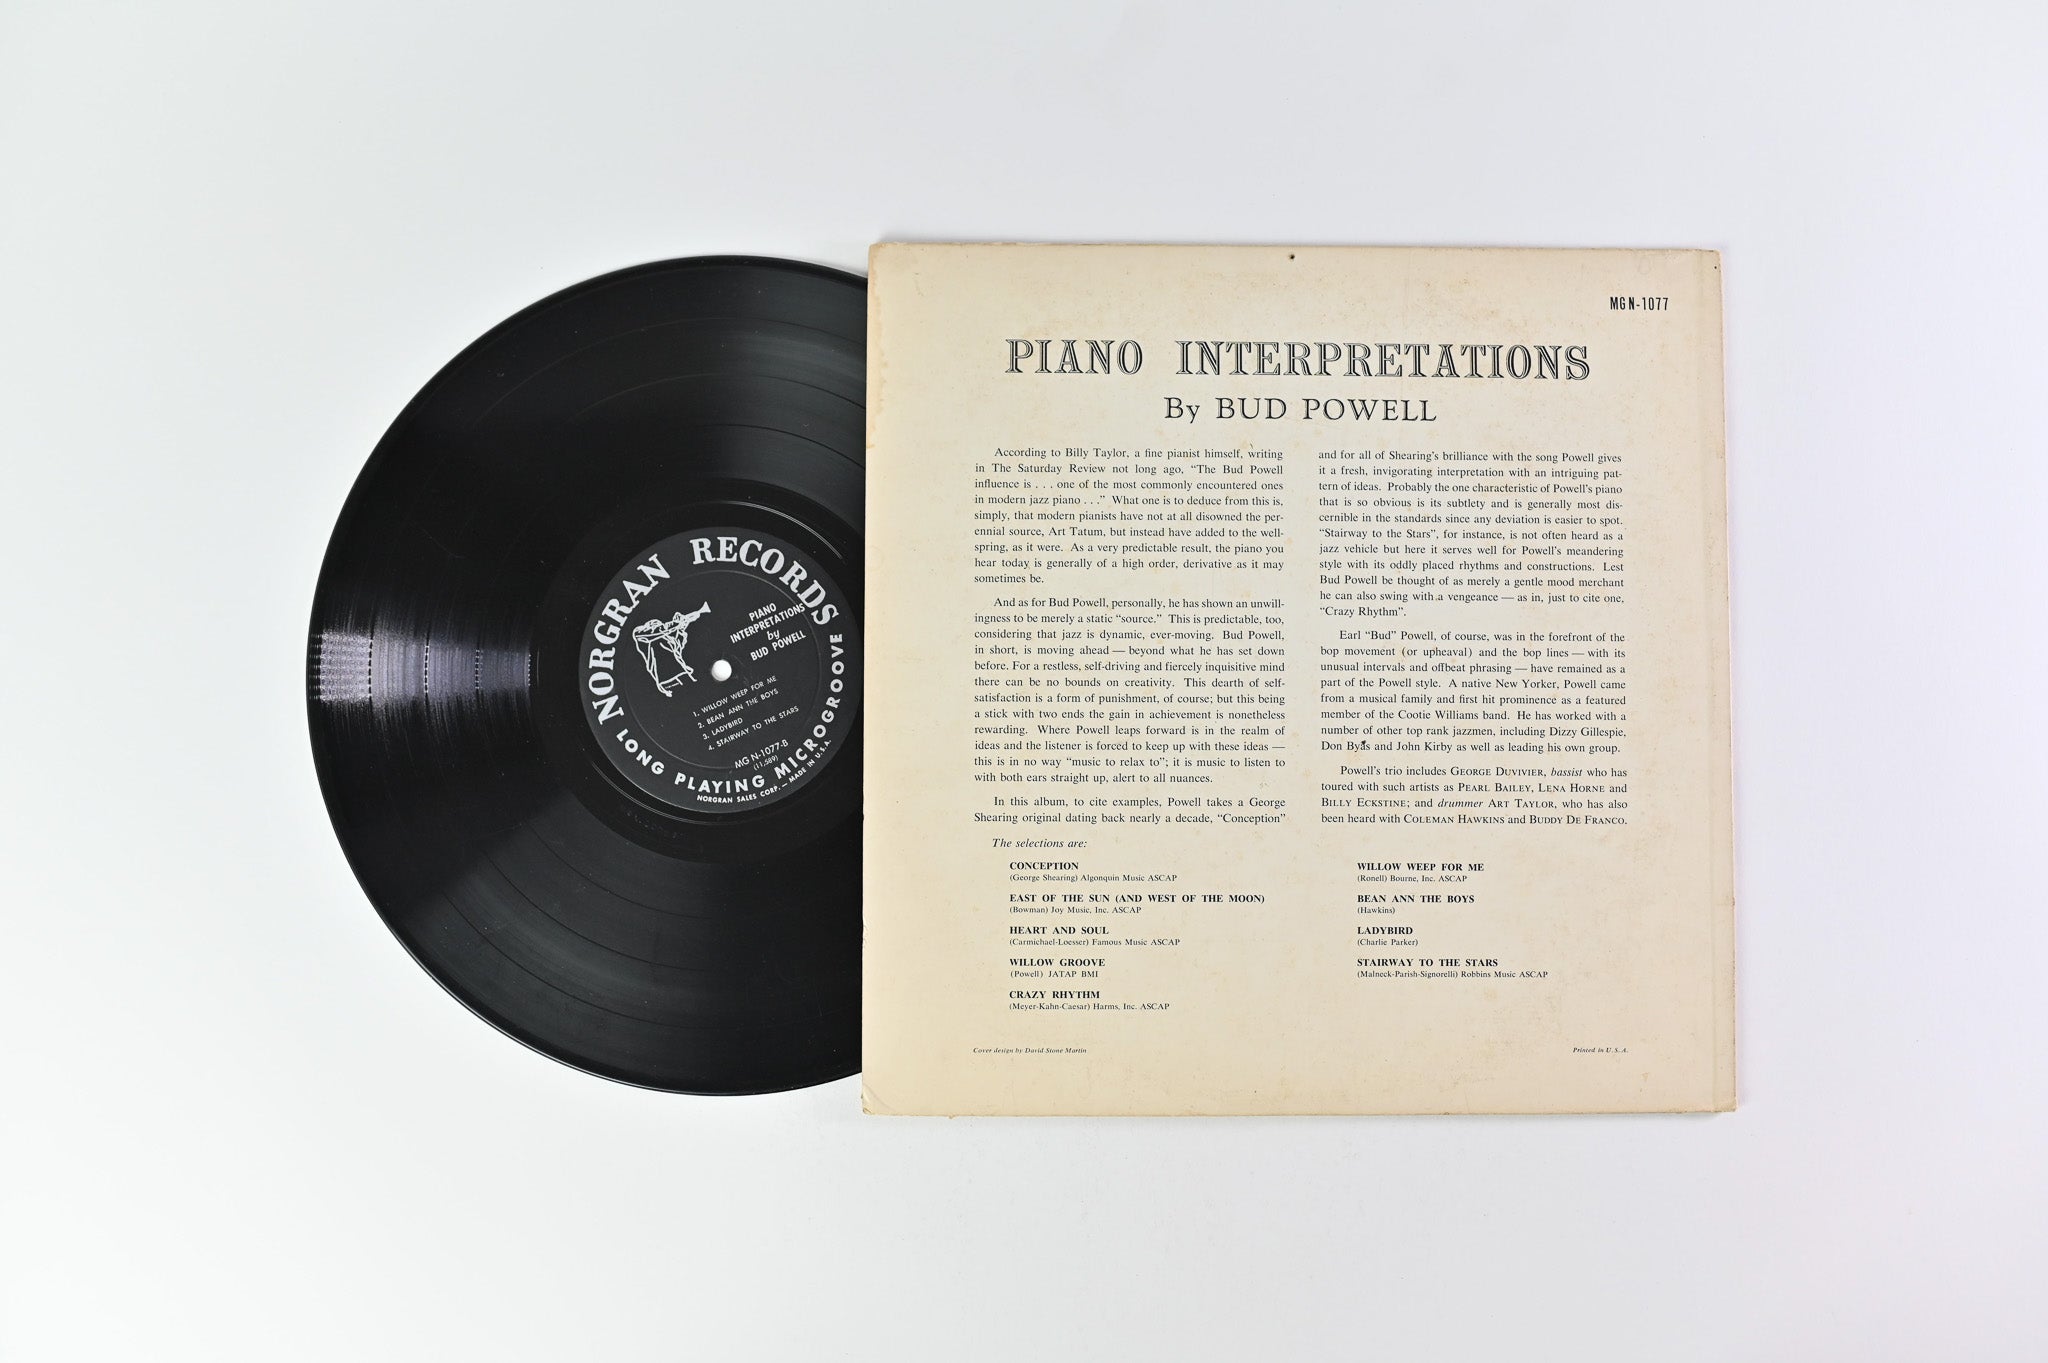 NORGRAN RECORDS
PIANO
INTERPRETATIONS
by
BUD POWELL
1. WILLOW WEEP FOR ME
2. BEAN ANN THE BOYS
3. LADYBIRD
4. STAIRWAY TO THE STARS
MG N-1077-B
(11,589)
LONG PLAYING MICROGROOVE
NORGRAN SALES CORP. — MADE IN U.S.A.
MG N-1077
PIANO INTERPRETATIONS
By BUD POWELL
According to Billy Taylor, a fine pianist himself, writing
in The Saturday Review not long ago, “The Bud Powell
influence is . . . one of the most commonly encountered ones
in modern jazz piano . . .” What one is to deduce from this is,
simply, that modern pianists have not at all disowned the per-
ennial source, Art Tatum, but instead have added to the well-
spring, as it were. As a very predictable result, the piano you
hear today is generally of a high order, derivative as it may
sometimes be.
And as for Bud Powell, personally, he has shown an unwill-
ingness to be merely a static “source.” This is predictable, too,
considering that jazz is dynamic, ever-moving. Bud Powell,
in short, is moving ahead — beyond what he has set down
before. For a restless, self-driving and fiercely inquisitive mind
there can be no bounds on creativity. This dearth of self-
satisfaction is a form of punishment, of course; but this being
a stick with two ends the gain in achievement is nonetheless
rewarding. Where Powell leaps forward is in the realm of
ideas and the listener is forced to keep up with these ideas —
this is in no way “music to relax to”; it is music to listen to
with both ears straight up, alert to all nuances.
In this album, to cite examples, Powell takes a George
Shearing original dating back nearly a decade, “Conception”
and for all of Shearing's brilliance with the song Powell gives
it a fresh, invigorating interpretation with an intriguing pat-
tern of ideas. Probably the one characteristic of Powell's piano
that is so obvious is its subtlety and is generally most dis-
cernible in the standards since any deviation is easier to spot.
“Stairway to the Stars”, for instance, is not often heard as a
jazz vehicle but here it serves well for Powell's meandering
style with its oddly placed rhythms and constructions. Lest
Bud Powell be thought of as merely a gentle mood merchant
he can also swing with a vengeance — as in, just to cite one,
“Crazy Rhythm”.
Earl “Bud” Powell, of course, was in the forefront of the
bop movement (or upheaval) and the bop lines — with its
unusual intervals and offbeat phrasing — have remained as a
part of the Powell style. A native New Yorker, Powell came
from a musical family and first hit prominence as a featured
member of the Cootie Williams band. He has worked with a
number of other top rank jazzmen, including Dizzy Gillespie,
Don Byas and John Kirby as well as leading his own group.
Powell's trio includes GEORGE DUVIVIER, bassist who has
toured with such artists as PEARL BAILEY, LENA HORNE and
BILLY ECKSTINE; and drummer ART TAYLOR, who has also
been heard with COLEMAN HAWKINS and BUDDY DE FRANCO.
The selections are:
CONCEPTION
(George Shearing) Algonquin Music ASCAP
EAST OF THE SUN (AND WEST OF THE MOON)
(Bowman) Joy Music, Inc. ASCAP
HEART AND SOUL
(Carmichael-Loesser) Famous Music ASCAP
WILLOW GROOVE
(Powell) JATAP BMI
CRAZY RHYTHM
(Meyer-Kahn-Caesar) Harms, Inc. ASCAP
WILLOW WEEP FOR ME
(Ronell) Bourne, Inc. ASCAP
BEAN ANN THE BOYS
(Hawkins)
LADYBIRD
(Charlie Parker)
STAIRWAY TO THE STARS
(Malneck-Parish-Signorelli) Robbins Music ASCAP
Cover design by David Stone Martin
Printed in U. S. A.